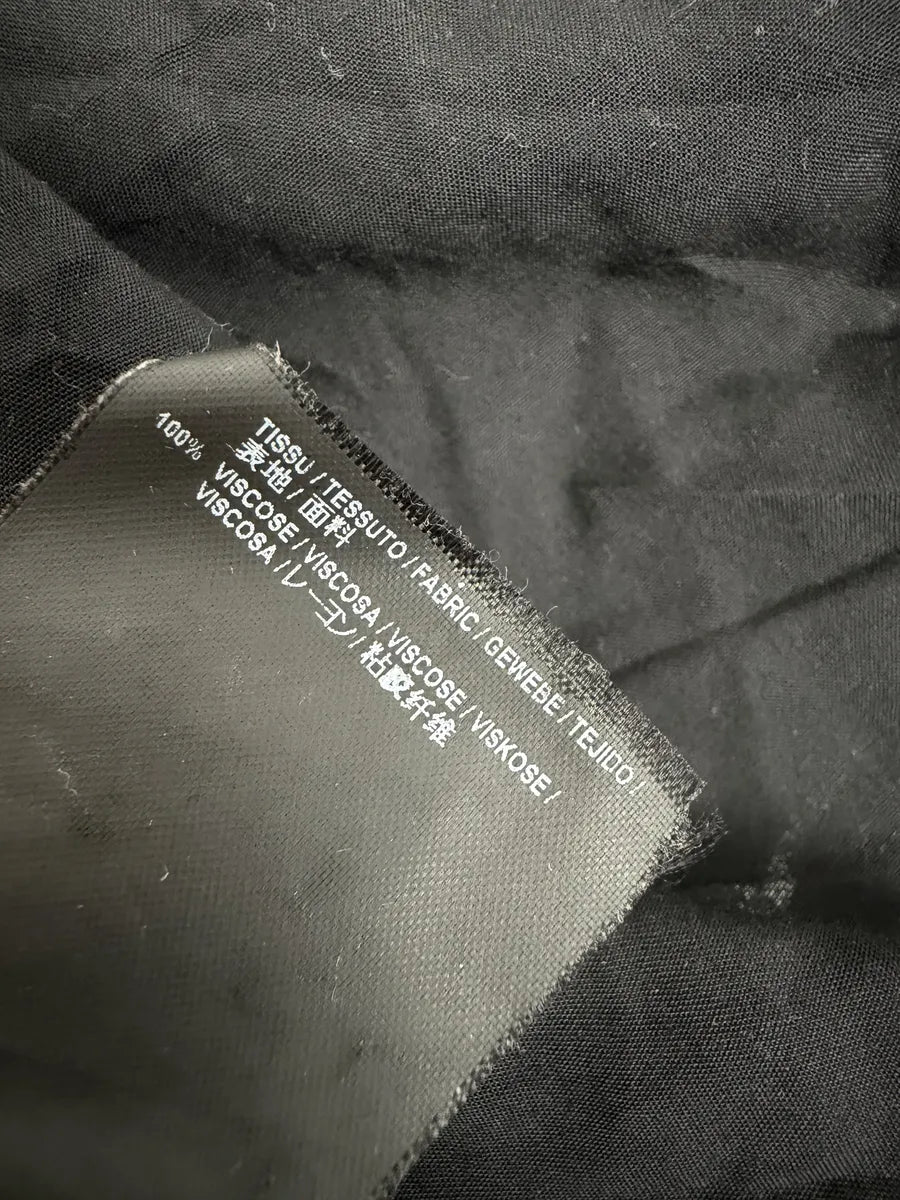 TISSU / TESSUTO / FABRIC / GEWEBE / TEJIDO /
表地 / 面料
100% VISCOSE / VISCOSA / VISCOSE / VISKOSE /
VISCOSA / レーヨン / 粘胶纤维